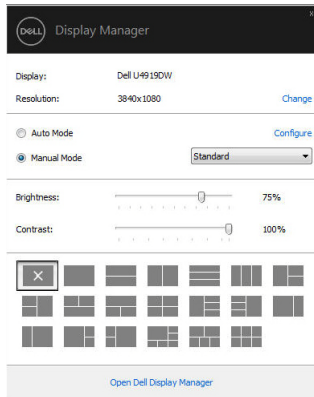 x
DELL Display Manager
Display: Dell U4919DW
Resolution: 3840x1080 Change
Auto Mode Configure
Manual Mode Standard
Brightness: 75%
Contrast: 100%
Open Dell Display Manager